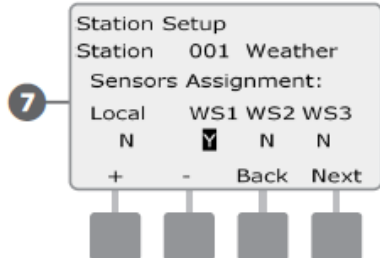 Station Setup
Station 001 Weather
Sensors Assignment:
Local WS1 WS2 WS3
N Y N N
+ - Back Next
7